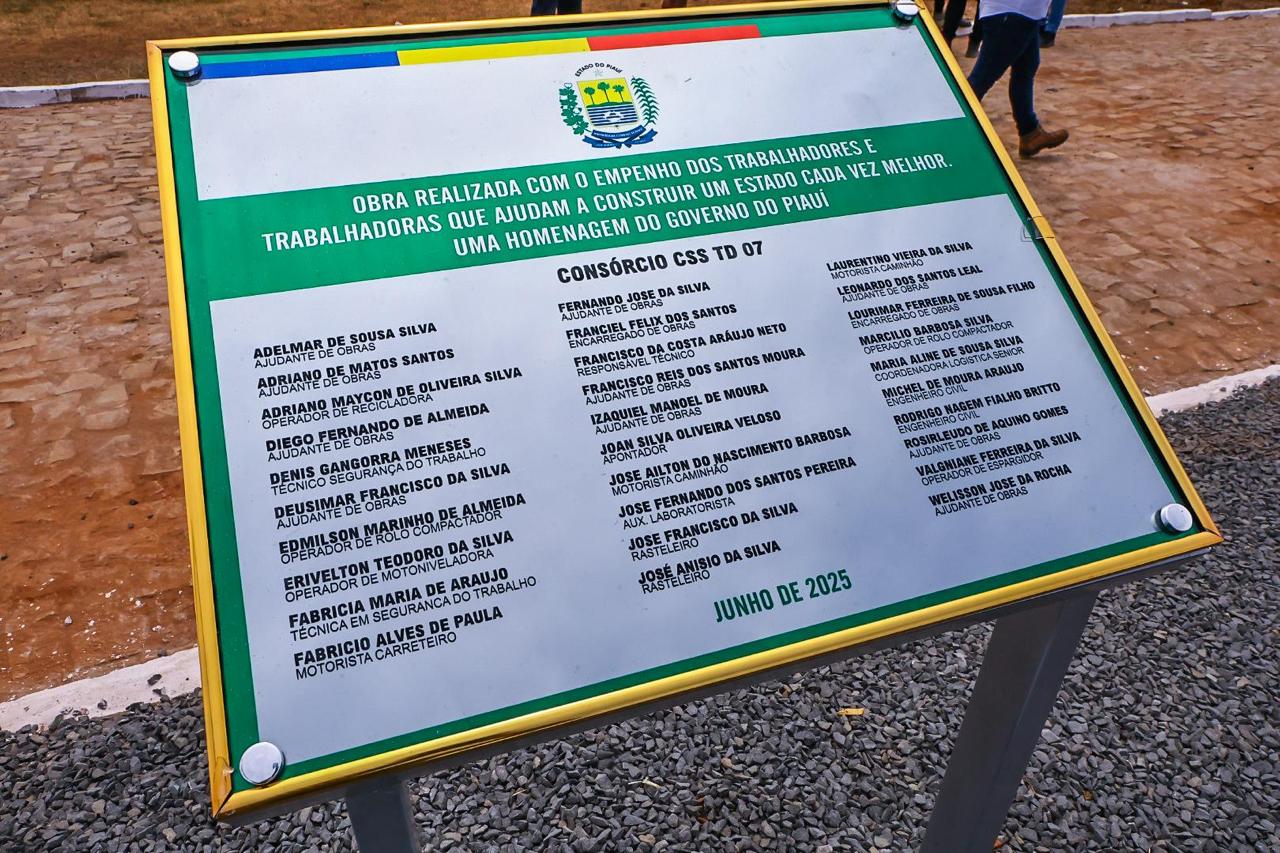 ESTADO DO PIAUÍ
OBRA REALIZADA COM O EMPENHO DOS TRABALHADORES E
TRABALHADORAS QUE AJUDAM A CONSTRUIR UM ESTADO CADA VEZ MELHOR.
UMA HOMENAGEM DO GOVERNO DO PIAUÍ
CONSÓRCIO CSS TD 07
ADELMAR DE SOUSA SILVA
AJUDANTE DE OBRAS
ADRIANO DE MATOS SANTOS
AJUDANTE DE OBRAS
ADRIANO MAYCON DE OLIVEIRA SILVA
OPERADOR DE RECICLADORA
DIEGO FERNANDO DE ALMEIDA
AJUDANTE DE OBRAS
DENIS GANGORRA MENESES
TÉCNICO SEGURANÇA DO TRABALHO
DEUSIMAR FRANCISCO DA SILVA
AJUDANTE DE OBRAS
EDMILSON MARINHO DE ALMEIDA
OPERADOR DE ROLO COMPACTADOR
ERIVELTON TEODORO DA SILVA
OPERADOR DE MOTONIVELADORA
FABRICIA MARIA DE ARAUJO
TÉCNICA EM SEGURANCA DO TRABALHO
FABRICIO ALVES DE PAULA
MOTORISTA CARRETEIRO
FERNANDO JOSE DA SILVA
AJUDANTE DE OBRAS
FRANCIEL FELIX DOS SANTOS
ENCARREGADO DE OBRAS
FRANCISCO DA COSTA ARAÚJO NETO
RESPONSÁVEL TÉCNICO
FRANCISCO REIS DOS SANTOS MOURA
AJUDANTE DE OBRAS
IZAQUIEL MANOEL DE MOURA
AJUDANTE DE OBRAS
JOAN SILVA OLIVEIRA VELOSO
APONTADOR
JOSE AILTON DO NASCIMENTO BARBOSA
MOTORISTA CAMINHÃO
JOSE FERNANDO DOS SANTOS PEREIRA
AUX. LABORATORISTA
JOSE FRANCISCO DA SILVA
RASTELEIRO
JOSÉ ANISIO DA SILVA
RASTELEIRO
LAURENTINO VIEIRA DA SILVA
MOTORISTA CAMINHÃO
LEONARDO DOS SANTOS LEAL
AJUDANTE DE OBRAS
LOURIMAR FERREIRA DE SOUSA FILHO
ENCARREGADO DE OBRAS
MARCILIO BARBOSA SILVA
OPERADOR DE ROLO COMPACTADOR
MARIA ALINE DE SOUSA SILVA
COORDENADORA LOGISTICA SENIOR
MICHEL DE MOURA ARAUJO
ENGENHEIRO CIVIL
RODRIGO NAGEM FIALHO BRITTO
ENGENHEIRO CIVIL
ROSIRLEUDO DE AQUINO GOMES
AJUDANTE DE OBRAS
VALGNIANE FERREIRA DA SILVA
OPERADOR DE ESPARGIDOR
WELISSON JOSE DA ROCHA
AJUDANTE DE OBRAS
JUNHO DE 2025